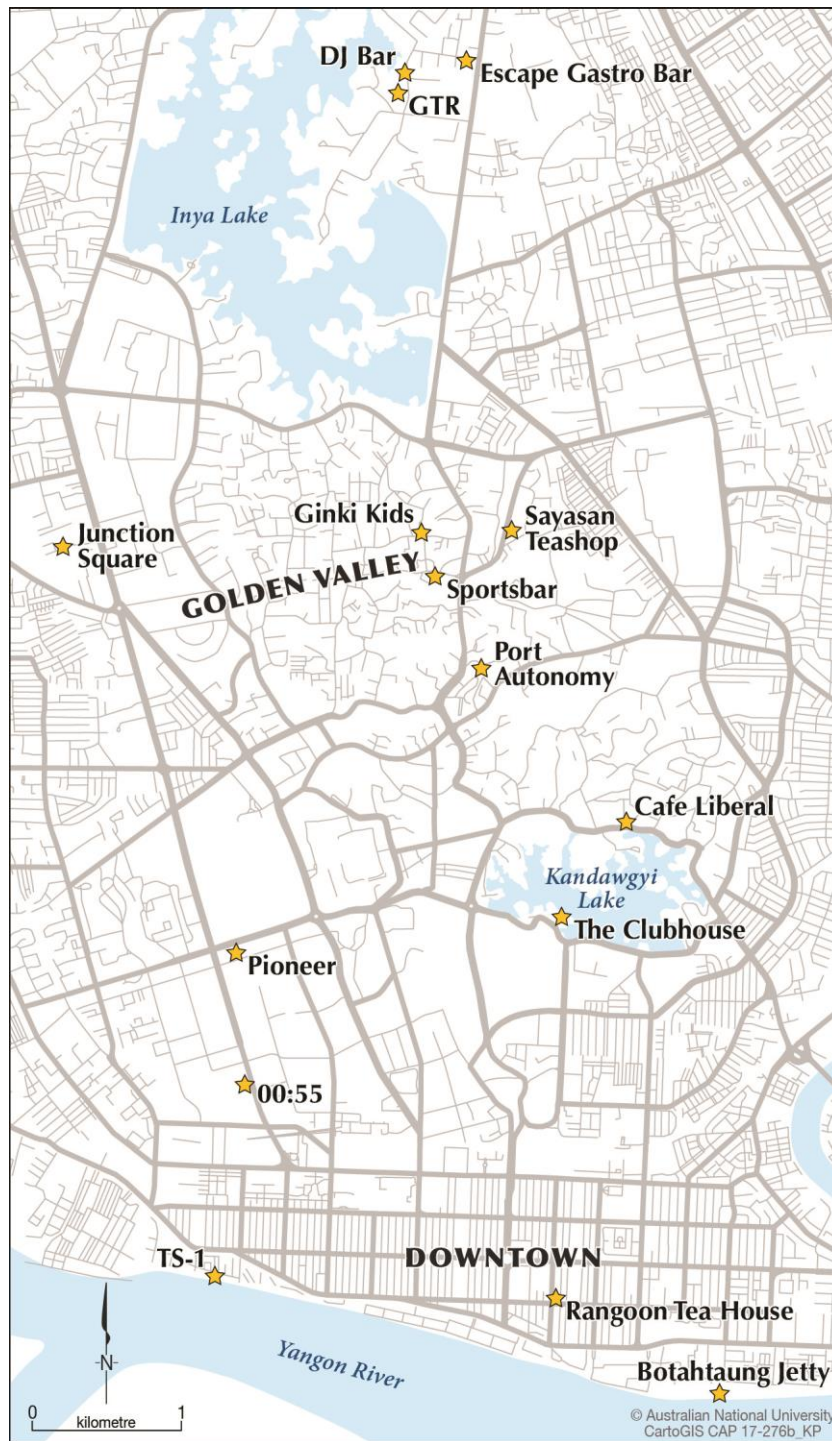 DJ Bar
Escape Gastro Bar
GTR
Inya Lake
Ginki Kids
Sayasan
Teashop
Junction
Square
GOLDEN VALLEY
Sportsbar
Port
Autonomy
Cafe Liberal
Kandawgyi
Lake
The Clubhouse
Pioneer
00:55
TS-1
DOWNTOWN
Rangoon Tea House
Yangon River
N
Botahtaung Jetty
0 1
kilometre
© Australian National University
CartoGIS CAP 17-276b_KP